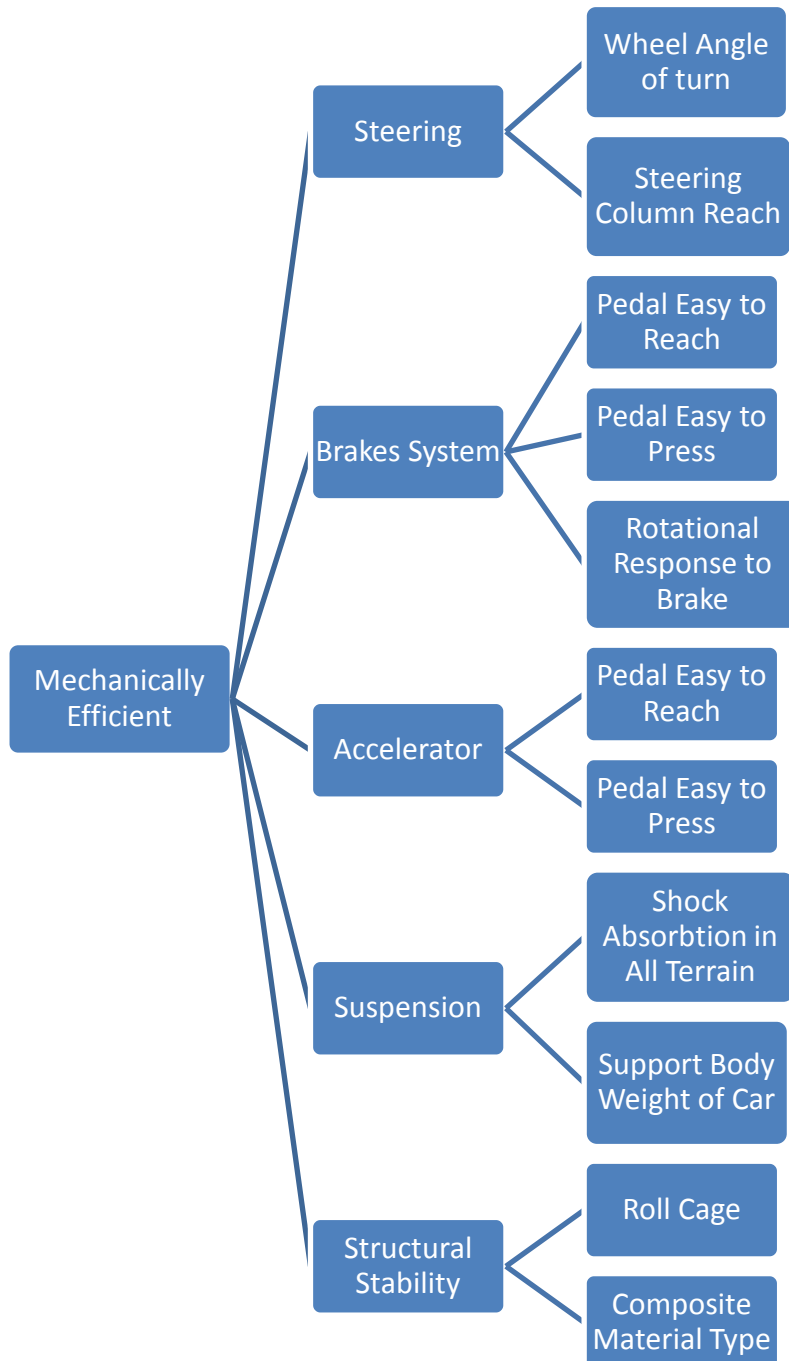 Wheel Angle
of turn
Steering
Steering
Column Reach
Pedal Easy to
Reach
Brakes System
Pedal Easy to
Press
Rotational
Response to
Brake
Mechanically
Efficient
Pedal Easy to
Reach
Accelerator
Pedal Easy to
Press
Shock
Absorbtion in
All Terrain
Suspension
Support Body
Weight of Car
Roll Cage
Structural
Stability
Composite
Material Type